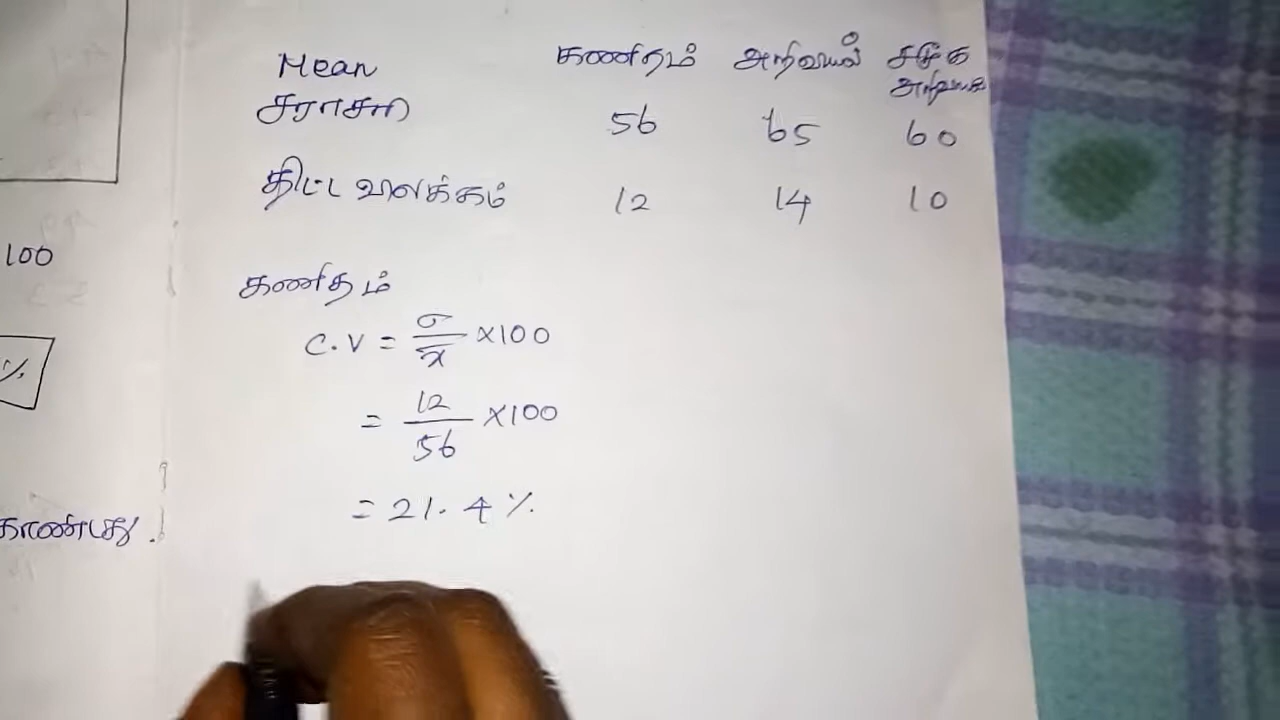 Mean கணிதம் அறிவியல் சமூக
சராசரி அறிவியல்
56 65 60
திட்ட விலக்கம் 12 14 10
100
கணிதம்
C.V = σ/x̅ ×100
%
= 12/56 ×100
= 21.4 %
காண்பது.